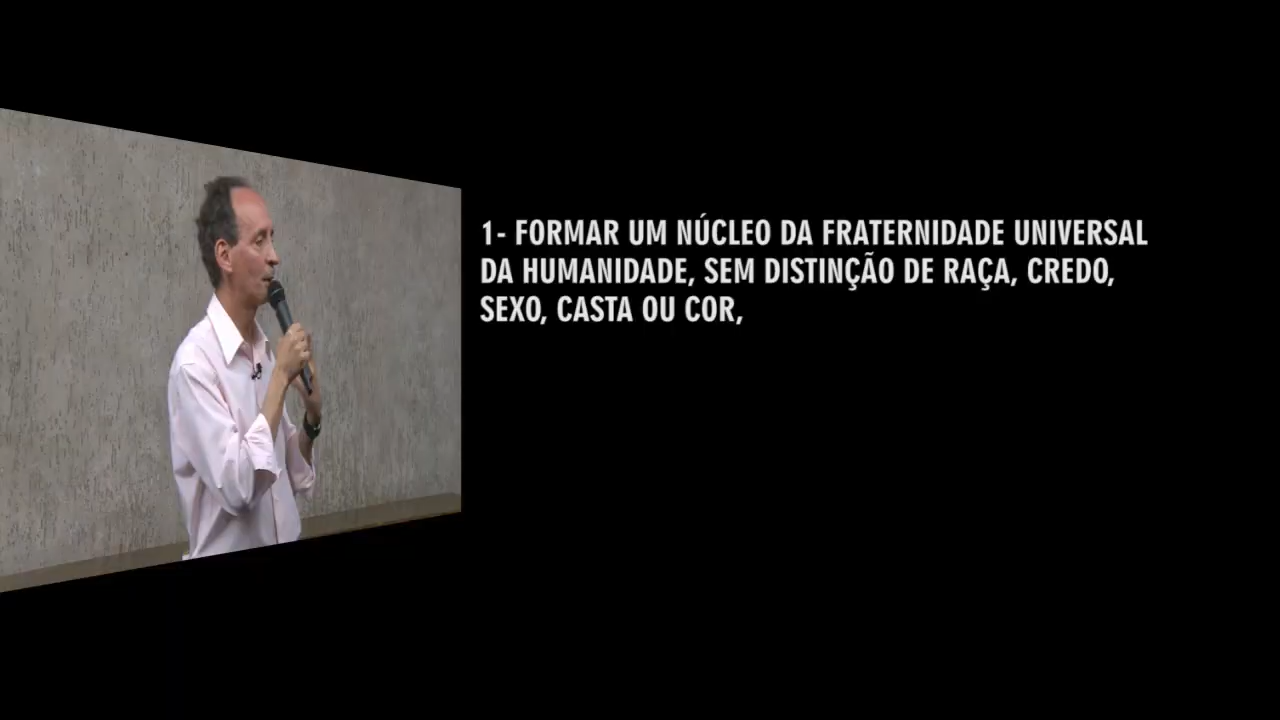 1- FORMAR UM NÚCLEO DA FRATERNIDADE UNIVERSAL
DA HUMANIDADE, SEM DISTINÇÃO DE RAÇA, CREDO,
SEXO, CASTA OU COR,